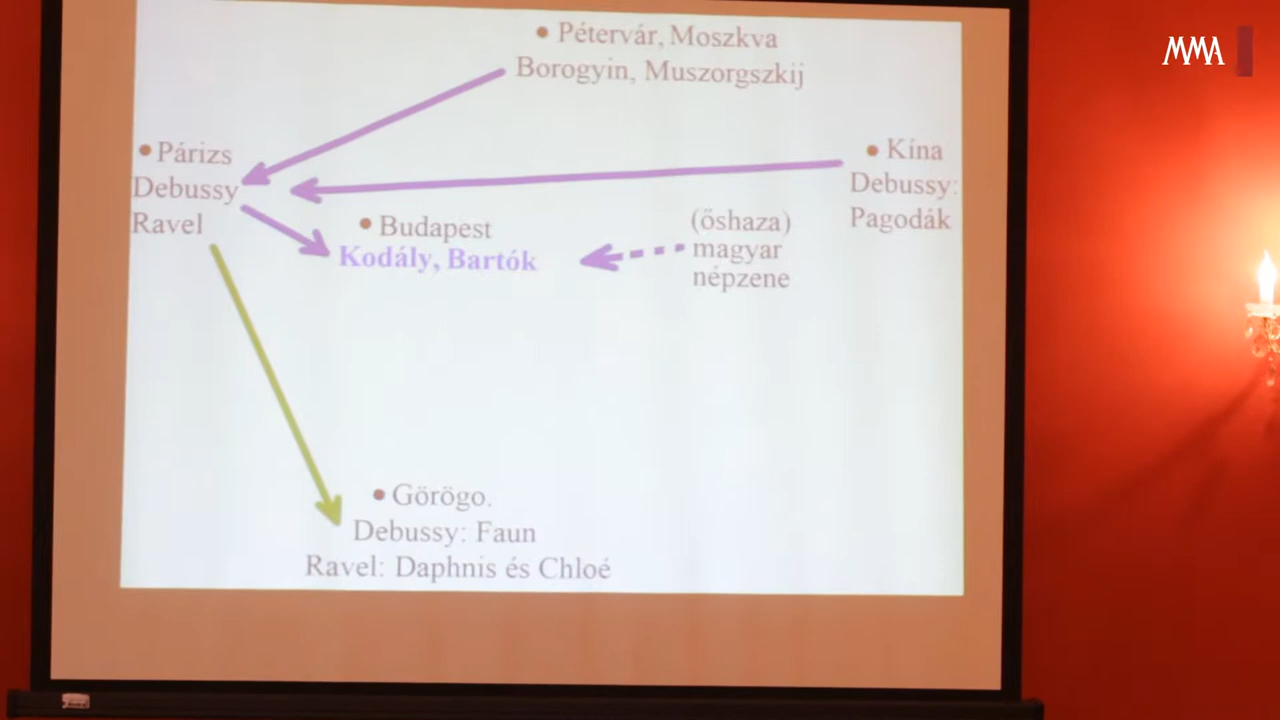 • Pétervár, Moszkva
Borogyin, Muszorgszkij
• Párizs
Debussy
Ravel
• Kína
Debussy:
Pagodák
• Budapest
Kodály, Bartók
(őshaza)
magyar
népzene
• Görögo.
Debussy: Faun
Ravel: Daphnis és Chloé
MMA